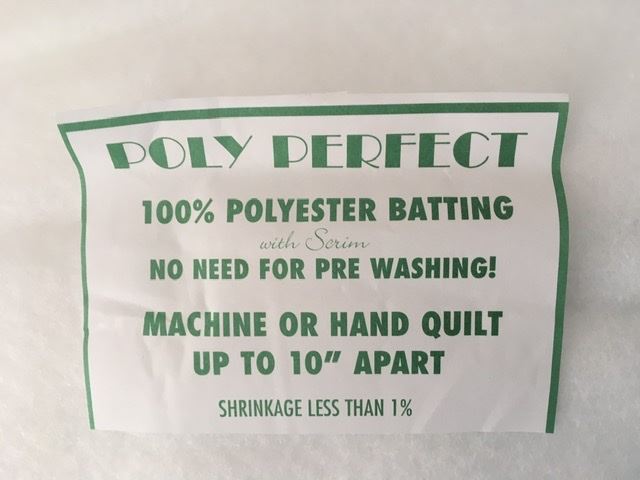 POLY PERFECT
100% POLYESTER BATTING
with Scrim
NO NEED FOR PRE WASHING!
MACHINE OR HAND QUILT
UP TO 10" APART
SHRINKAGE LESS THAN 1%